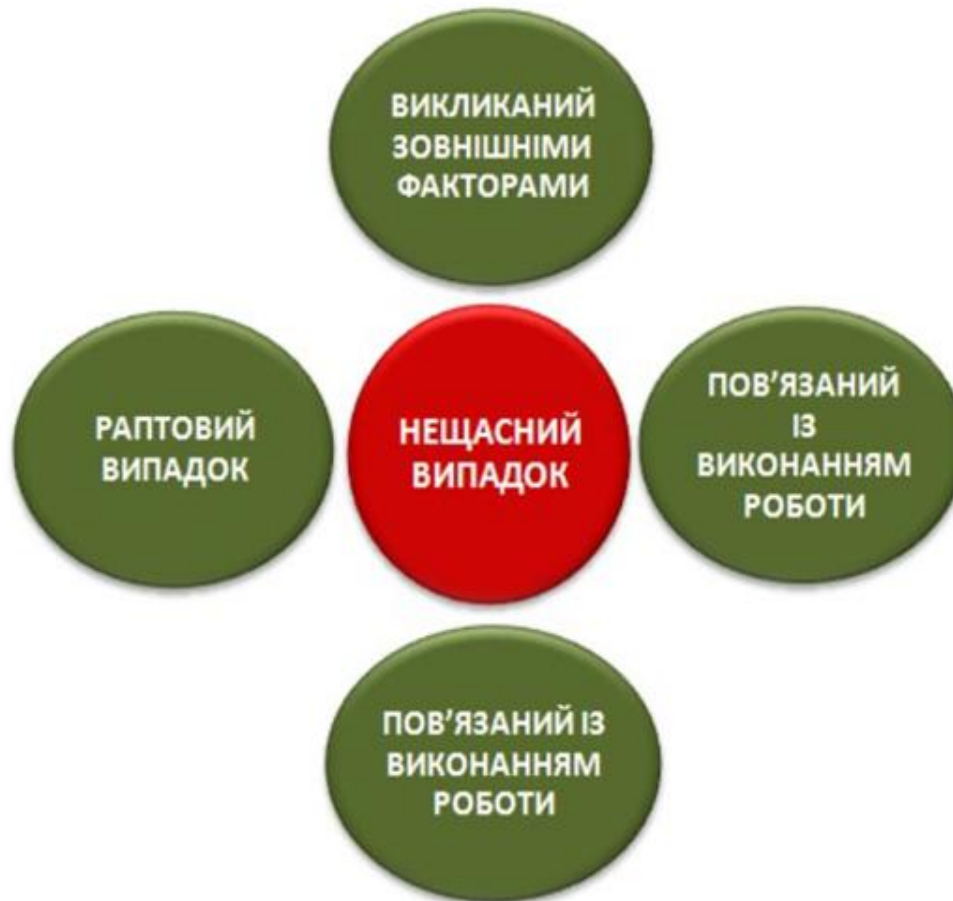 ВИКЛИКАНИЙ
ЗОВНІШНІМИ
ФАКТОРАМИ
РАПТОВИЙ
ВИПАДОК
НЕЩАСНИЙ
ВИПАДОК
ПОВ’ЯЗАНИЙ
ІЗ
ВИКОНАННЯМ
РОБОТИ
ПОВ’ЯЗАНИЙ ІЗ
ВИКОНАННЯМ
РОБОТИ